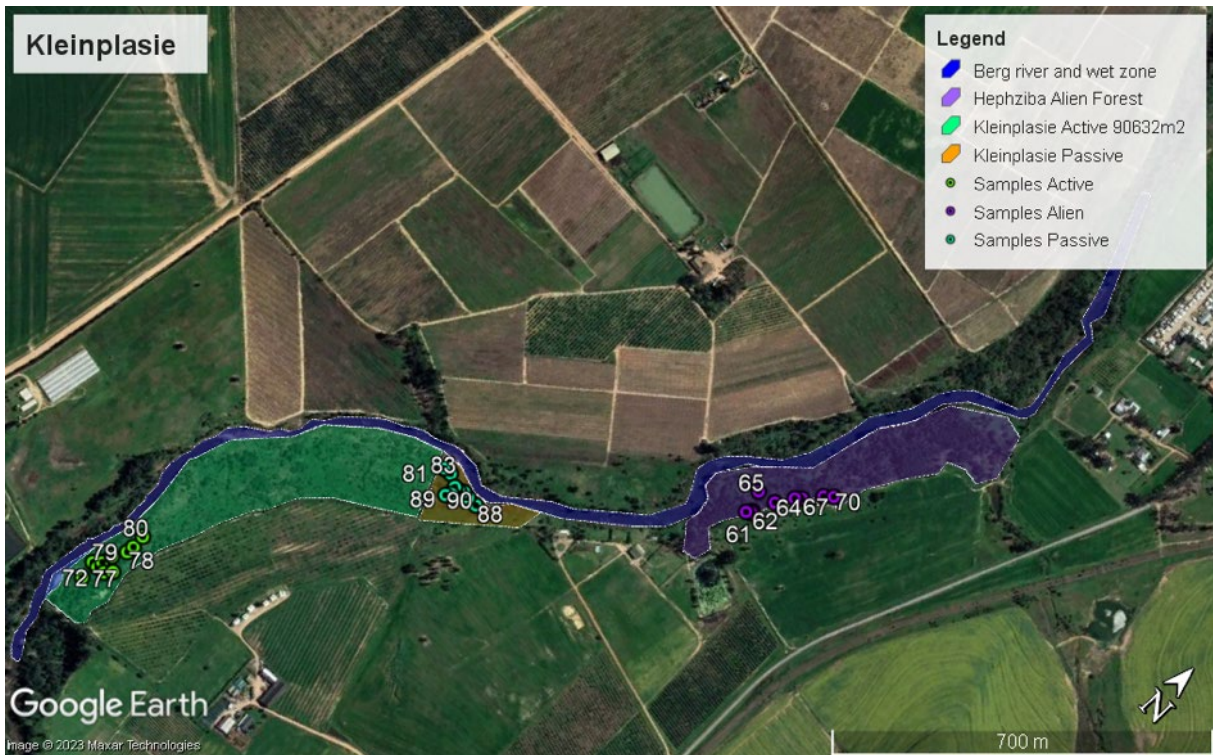 Kleinplasie
Legend
Berg river and wet zone
Hephziba Alien Forest
Kleinplasie Active 90632m2
Kleinplasie Passive
Samples Active
Samples Alien
Samples Passive
83
81
89
90
88
65
64
67
70
62
61
80
79
78
72
77
Google Earth
N
Image © 2023 Maxar Technologies
700 m